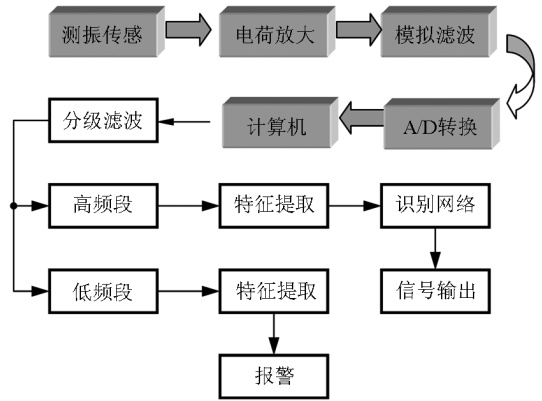 测振传感
电荷放大
模拟滤波
分级滤波
计算机
A/D转换
高频段
特征提取
识别网络
低频段
特征提取
信号输出
报警